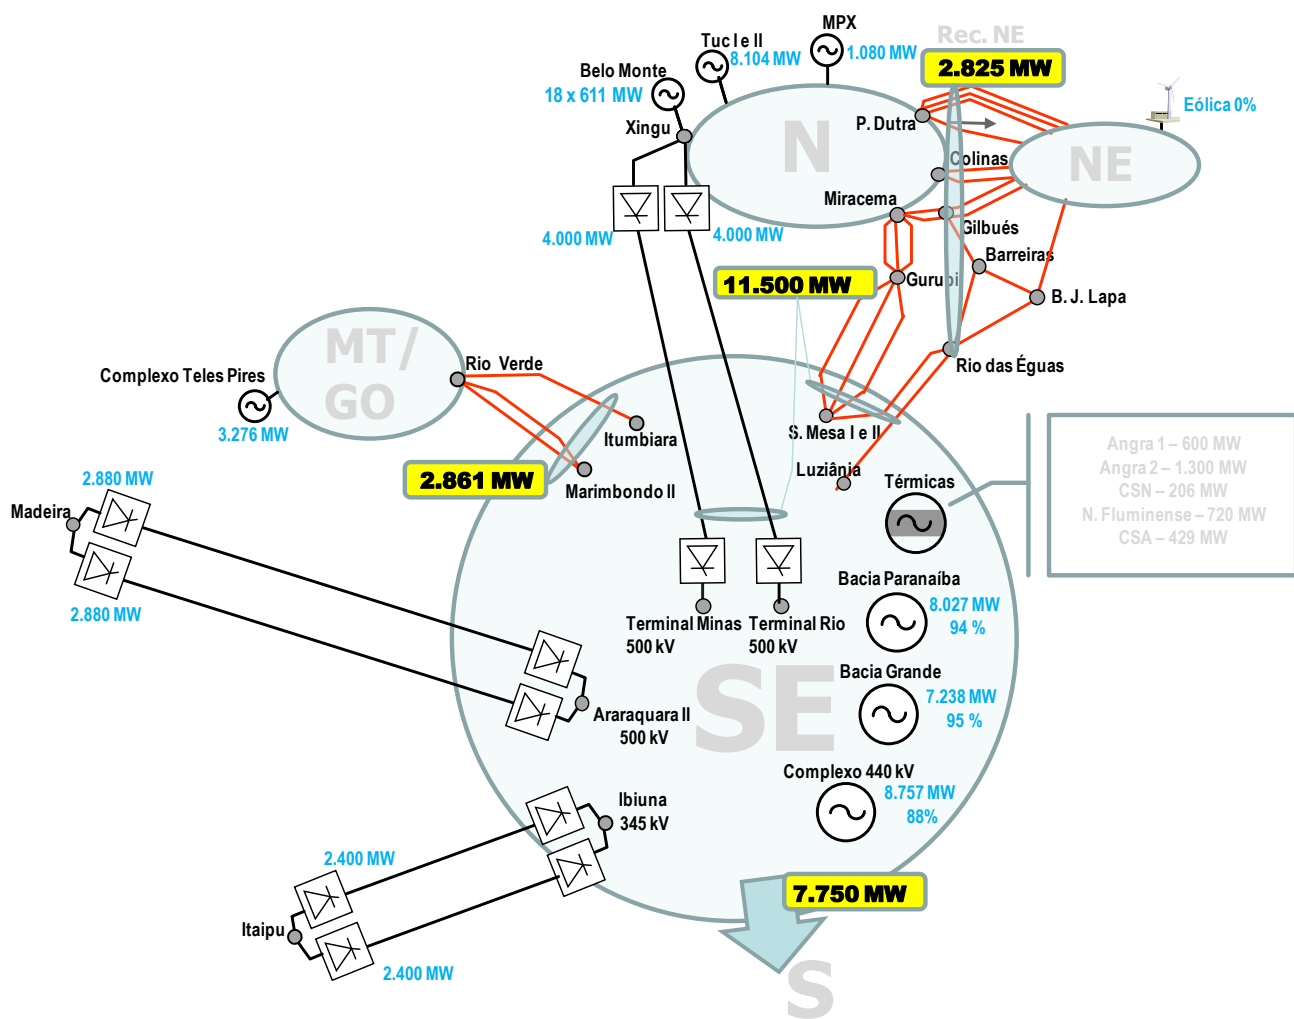 MPX
1.080 MW
Tuc I e II
8.104 MW
Rec. NE
2.825 MW
Belo Monte
18 x 611 MW
Xingu
N
P. Dutra
Eólica 0%
NE
Colinas
Miracema
Gilbués
4.000 MW
4.000 MW
Barreiras
11.500 MW
Gurupi
B. J. Lapa
MT/
GO
Rio Verde
Rio das Éguas
Complexo Teles Pires
3.276 MW
Itumbiara
S. Mesa I e II
2.861 MW
Marimbondo II
Luziânia
Térmicas
Angra 1 – 600 MW
Angra 2 – 1.300 MW
CSN – 206 MW
N. Fluminense – 720 MW
CSA – 429 MW
2.880 MW
Madeira
2.880 MW
Bacia Paranaíba
8.027 MW
94 %
Terminal Minas
500 kV
Terminal Rio
500 kV
SE
Bacia Grande
7.238 MW
95 %
Araraquara II
500 kV
Complexo 440 kV
8.757 MW
88%
Ibiuna
345 kV
2.400 MW
7.750 MW
Itaipu
2.400 MW
S